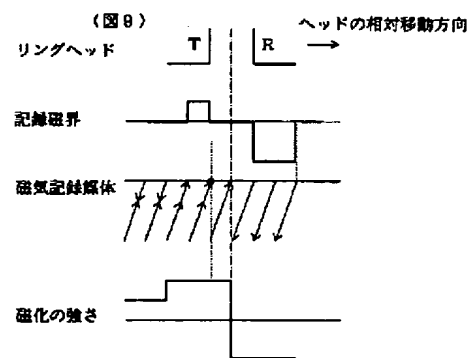 (図9)
ヘッドの相対移動方向
リングヘッド
T
R
記録磁界
磁気記録媒体
磁化の強さ